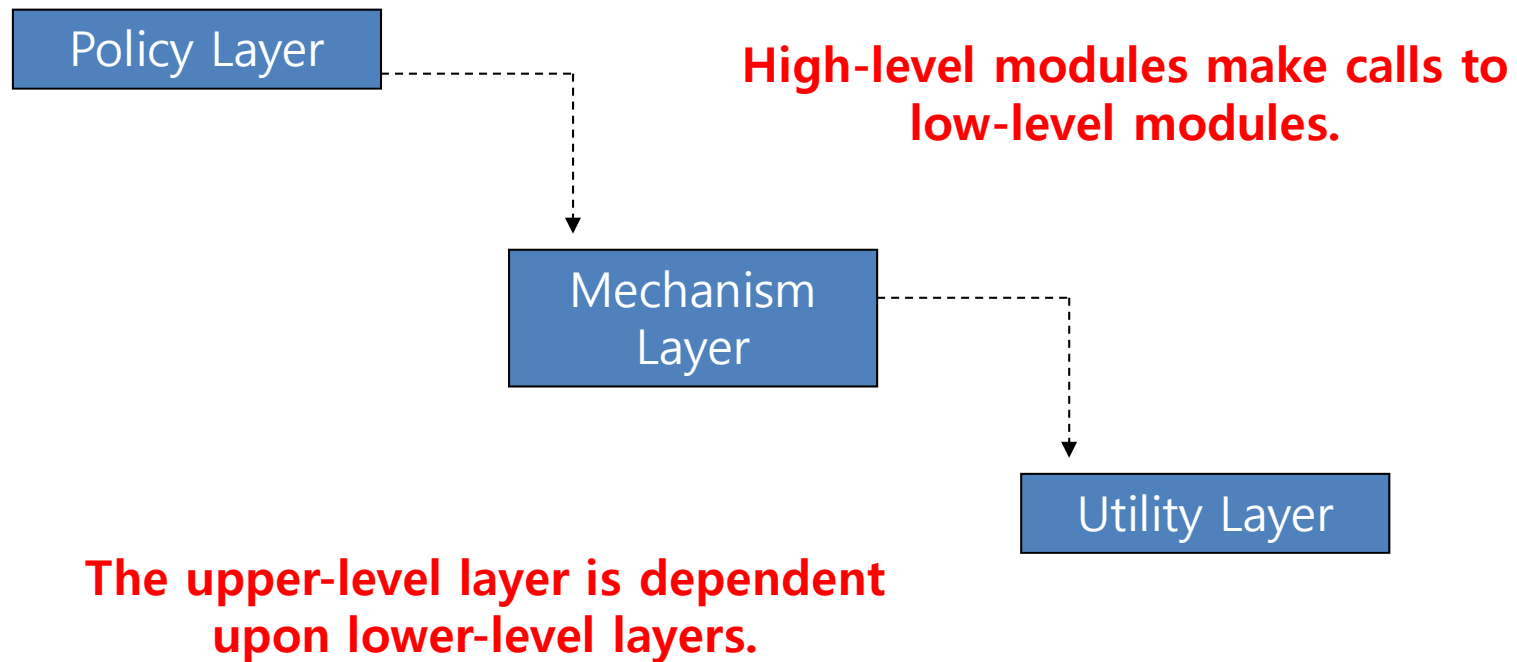 Policy Layer
High-level modules make calls to
low-level modules.
Mechanism
Layer
Utility Layer
The upper-level layer is dependent
upon lower-level layers.